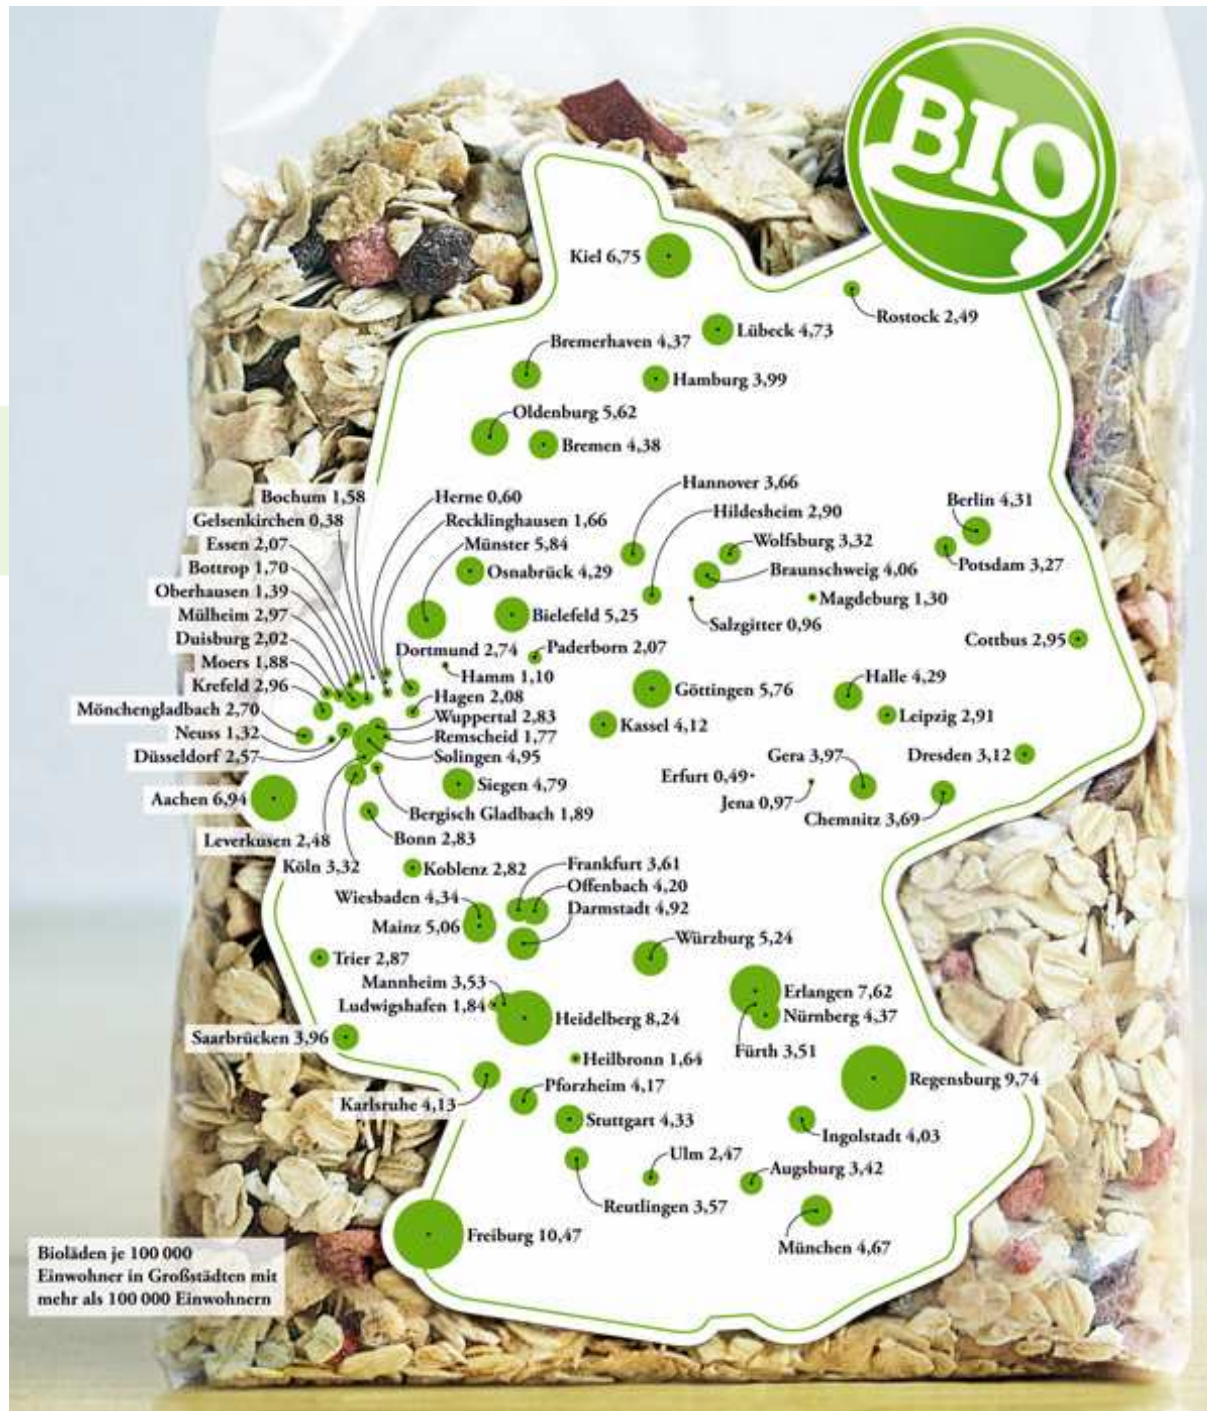 BIO
Kiel 6,75
Rostock 2,49
Lübeck 4,73
Bremerhaven 4,37
Hamburg 3,99
Oldenburg 5,62
Bremen 4,38
Hannover 3,66
Bochum 1,58
Herne 0,60
Berlin 4,31
Hildesheim 2,90
Gelsenkirchen 0,38
Recklinghausen 1,66
Essen 2,07
Münster 5,84
Wolfsburg 3,32
Potsdam 3,27
Bottrop 1,70
Osnabrück 4,29
Braunschweig 4,06
Oberhausen 1,39
Magdeburg 1,30
Mülheim 2,97
Bielefeld 5,25
Salzgitter 0,96
Duisburg 2,02
Cottbus 2,95
Dortmund 2,74
Paderborn 2,07
Moers 1,88
Hamm 1,10
Halle 4,29
Krefeld 2,96
Göttingen 5,76
Hagen 2,08
Mönchengladbach 2,70
Leipzig 2,91
Wuppertal 2,83
Kassel 4,12
Neuss 1,32
Remscheid 1,77
Düsseldorf 2,57
Solingen 4,95
Gera 3,97
Dresden 3,12
Erfurt 0,49
Siegen 4,79
Aachen 6,94
Jena 0,97
Bergisch Gladbach 1,89
Chemnitz 3,69
Leverkusen 2,48
Bonn 2,83
Köln 3,32
Koblenz 2,82
Frankfurt 3,61
Offenbach 4,20
Wiesbaden 4,34
Darmstadt 4,92
Mainz 5,06
Würzburg 5,24
Trier 2,87
Mannheim 3,53
Erlangen 7,62
Ludwigshafen 1,84
Heidelberg 8,24
Nürnberg 4,37
Saarbrücken 3,96
Fürth 3,51
Heilbronn 1,64
Regensburg 9,74
Pforzheim 4,17
Karlsruhe 4,13
Stuttgart 4,33
Ingolstadt 4,03
Ulm 2,47
Augsburg 3,42
Reutlingen 3,57
Freiburg 10,47
München 4,67
Bioläden je 100 000
Einwohner in Großstädten mit
mehr als 100 000 Einwohnern